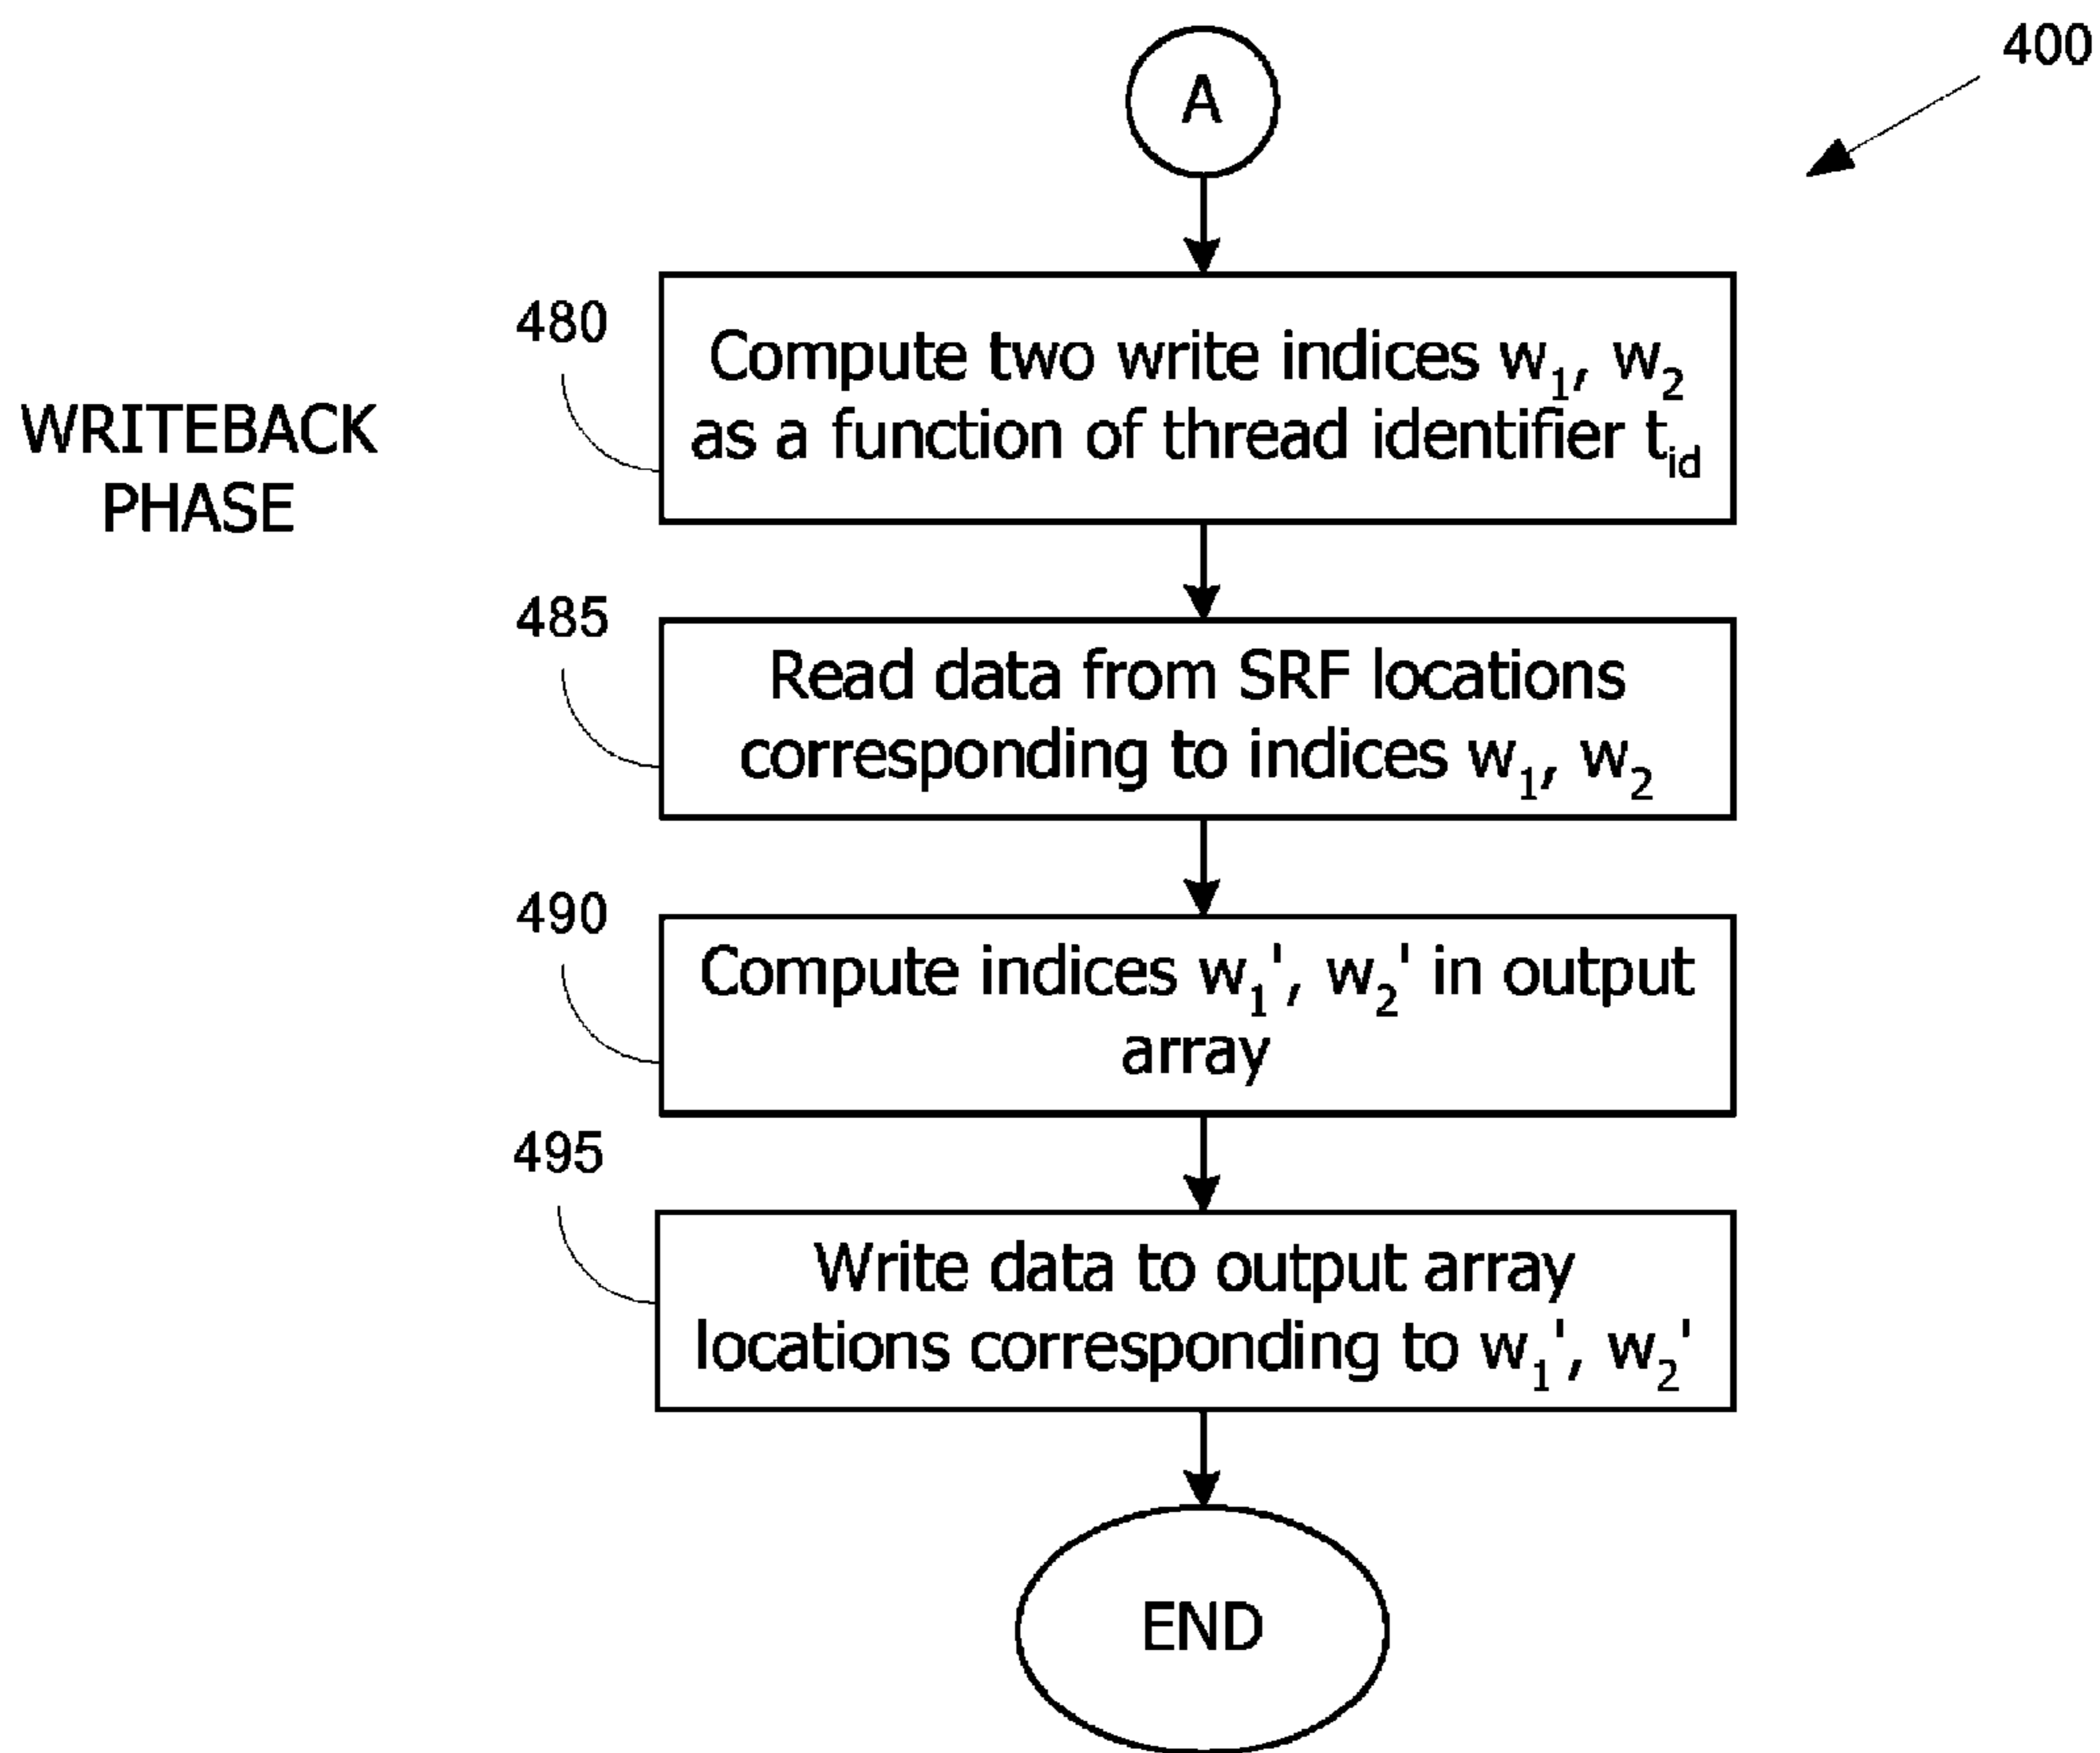 400
A
WRITEBACK
PHASE
480
Compute two write indices w₁, w₂
as a function of thread identifier t_id
485
Read data from SRF locations
corresponding to indices w₁, w₂
490
Compute indices w₁', w₂' in output
array
495
Write data to output array
locations corresponding to w₁', w₂'
END